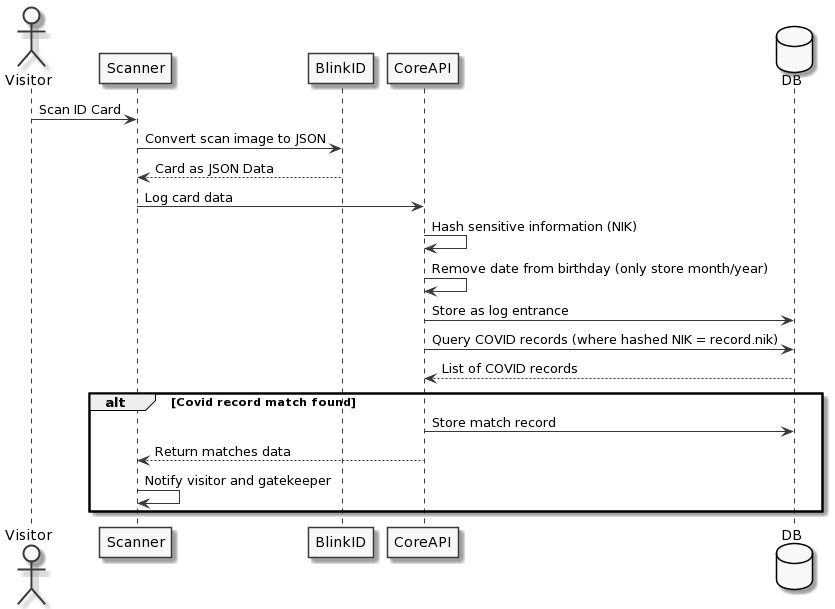 Visitor
Scanner
BlinkID
CoreAPI
DB
Scan ID Card
Convert scan image to JSON
Card as JSON Data
Log card data
Hash sensitive information (NIK)
Remove date from birthday (only store month/year)
Store as log entrance
Query COVID records (where hashed NIK = record.nik)
List of COVID records
alt [Covid record match found]
Store match record
Return matches data
Notify visitor and gatekeeper
Visitor
Scanner
BlinkID
CoreAPI
DB